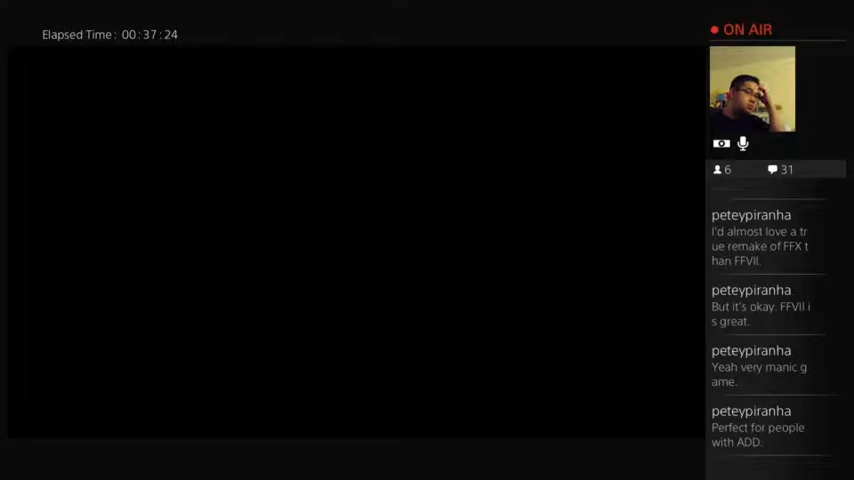 Elapsed Time: 00:37:24
ON AIR
6 31
peteypiranha
I'd almost love a tr
ue remake of FFX t
han FFVII.
peteypiranha
But it's okay. FFVII i
s great.
peteypiranha
Yeah very manic g
ame.
peteypiranha
Perfect for people
with ADD.